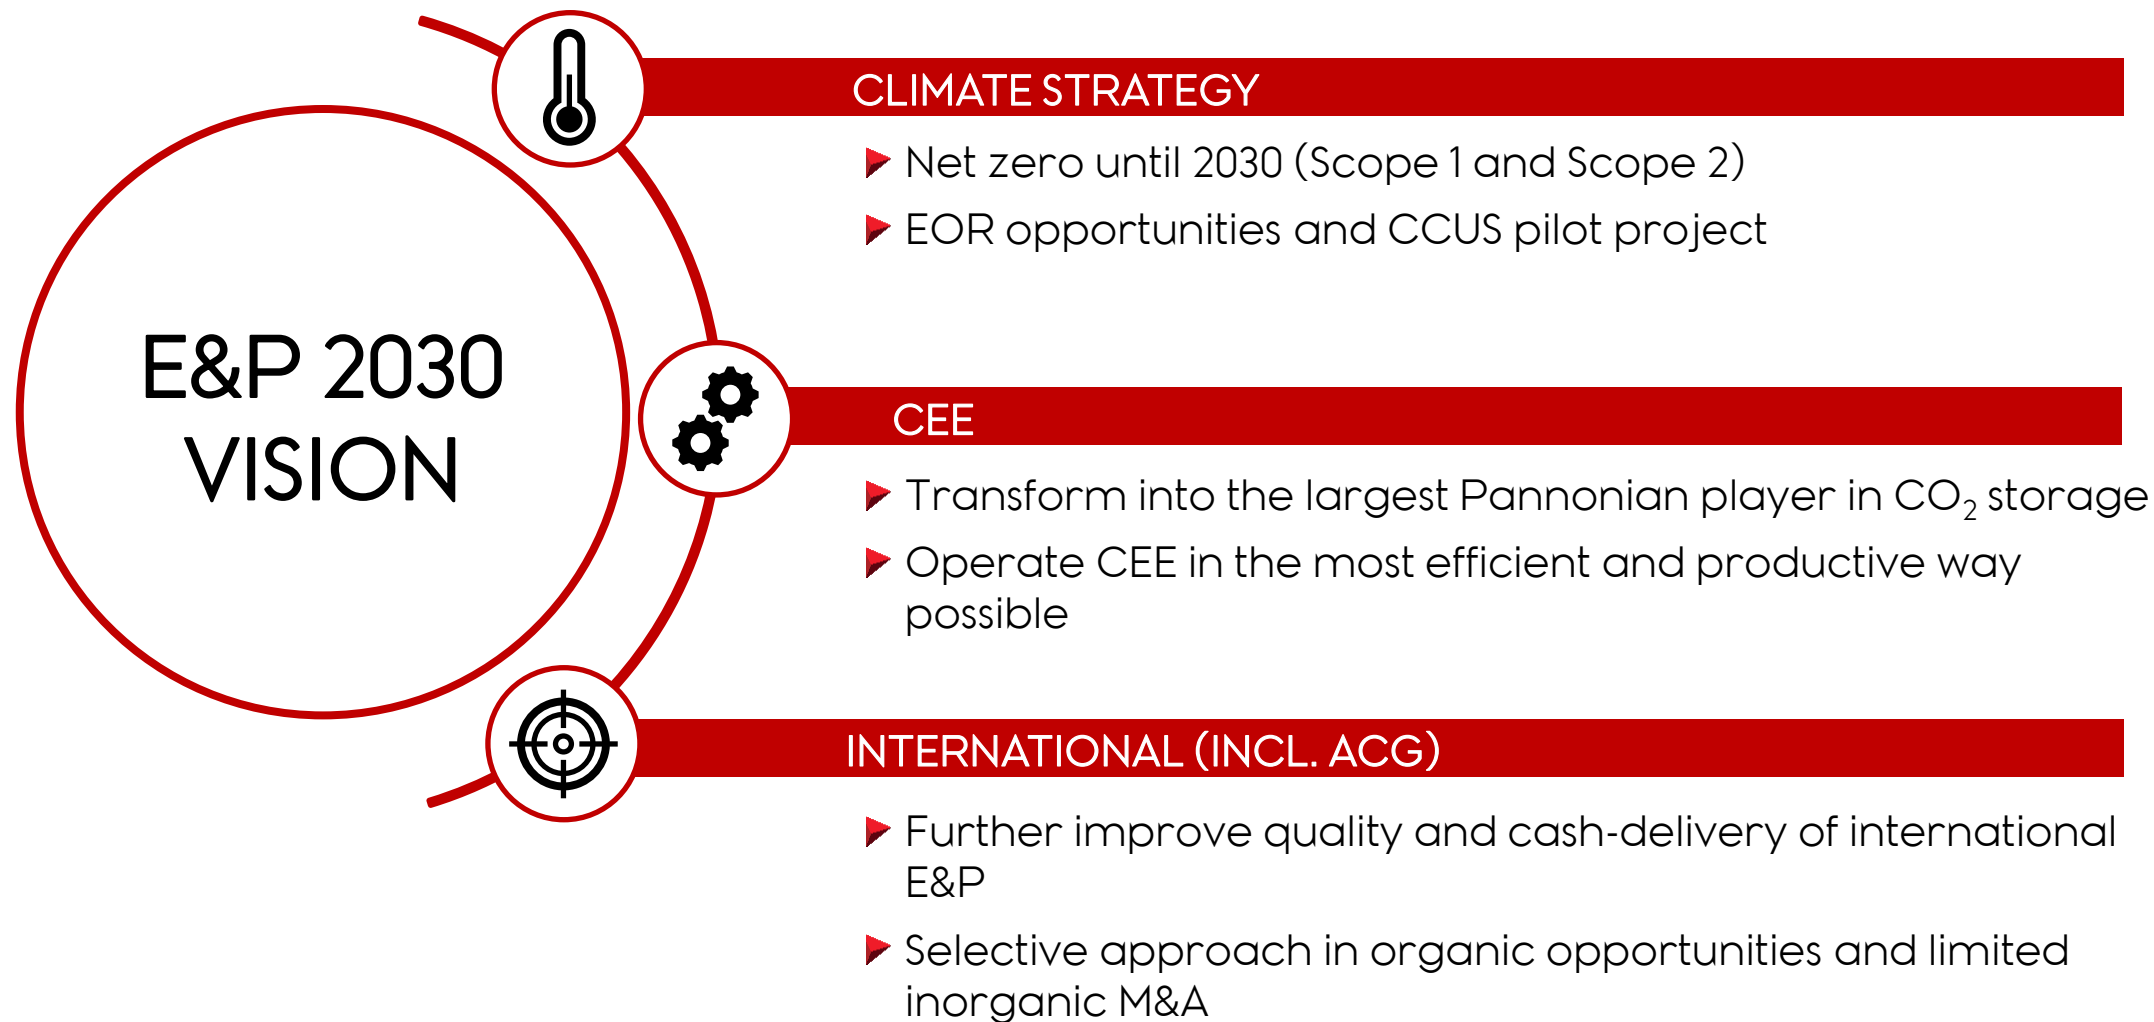 E&P 2030
VISION
CLIMATE STRATEGY
Net zero until 2030 (Scope 1 and Scope 2)
EOR opportunities and CCUS pilot project
CEE
Transform into the largest Pannonian player in CO₂ storage
Operate CEE in the most efficient and productive way
possible
INTERNATIONAL (INCL. ACG)
Further improve quality and cash-delivery of international
E&P
Selective approach in organic opportunities and limited
inorganic M&A